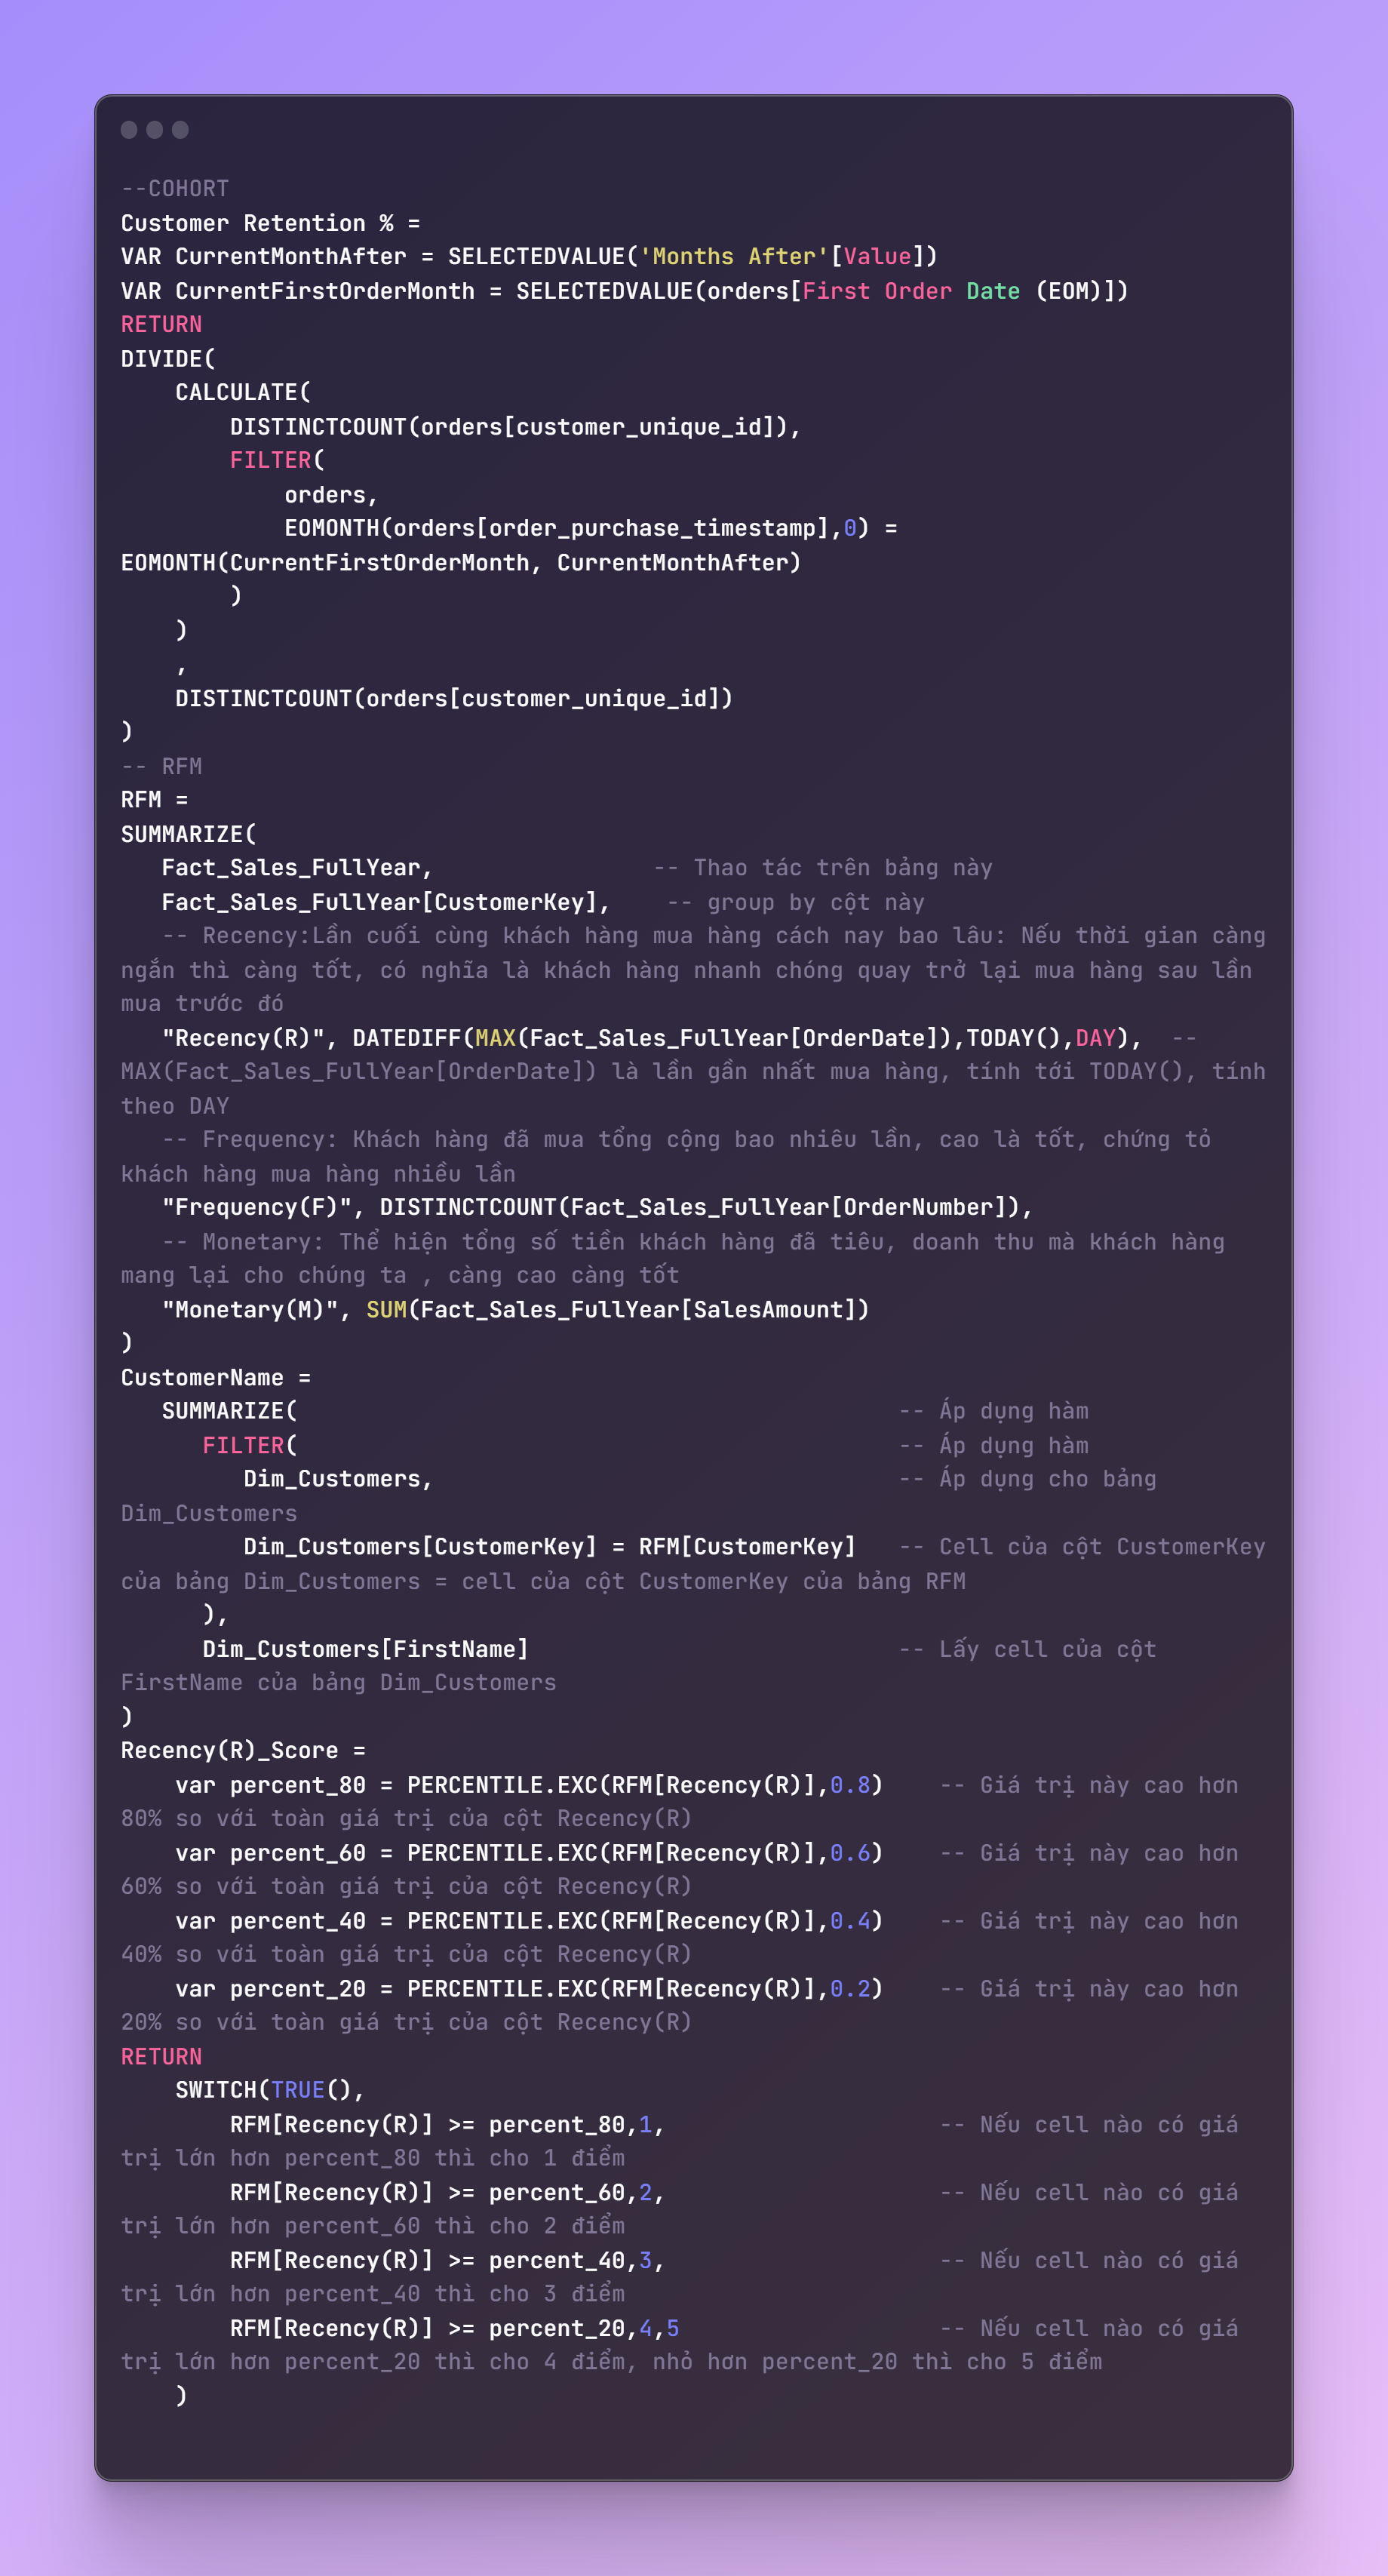 --COHORT
Customer Retention % =
VAR CurrentMonthAfter = SELECTEDVALUE('Months After'[Value])
VAR CurrentFirstOrderMonth = SELECTEDVALUE(orders[First Order Date (EOM)])
RETURN
DIVIDE(
    CALCULATE(
        DISTINCTCOUNT(orders[customer_unique_id]),
        FILTER(
            orders,
            EOMONTH(orders[order_purchase_timestamp],0) =
EOMONTH(CurrentFirstOrderMonth, CurrentMonthAfter)
        )
    )
    ,
    DISTINCTCOUNT(orders[customer_unique_id])
)
-- RFM
RFM =
SUMMARIZE(
   Fact_Sales_FullYear,                -- Thao tác trên bảng này
   Fact_Sales_FullYear[CustomerKey],    -- group by cột này
   -- Recency:Lần cuối cùng khách hàng mua hàng cách nay bao lâu: Nếu thời gian càng
ngắn thì càng tốt, có nghĩa là khách hàng nhanh chóng quay trở lại mua hàng sau lần
mua trước đó
   "Recency(R)", DATEDIFF(MAX(Fact_Sales_FullYear[OrderDate]),TODAY(),DAY),  --
MAX(Fact_Sales_FullYear[OrderDate]) là lần gần nhất mua hàng, tính tới TODAY(), tính
theo DAY
   -- Frequency: Khách hàng đã mua tổng cộng bao nhiêu lần, cao là tốt, chứng tỏ
khách hàng mua hàng nhiều lần
   "Frequency(F)", DISTINCTCOUNT(Fact_Sales_FullYear[OrderNumber]),
   -- Monetary: Thể hiện tổng số tiền khách hàng đã tiêu, doanh thu mà khách hàng
mang lại cho chúng ta , càng cao càng tốt
   "Monetary(M)", SUM(Fact_Sales_FullYear[SalesAmount])
)
CustomerName =
   SUMMARIZE(                                            -- Áp dụng hàm
      FILTER(                                            -- Áp dụng hàm
         Dim_Customers,                                  -- Áp dụng cho bảng
Dim_Customers
         Dim_Customers[CustomerKey] = RFM[CustomerKey]   -- Cell của cột CustomerKey
của bảng Dim_Customers = cell của cột CustomerKey của bảng RFM
      ),
      Dim_Customers[FirstName]                           -- Lấy cell của cột
FirstName của bảng Dim_Customers
)
Recency(R)_Score =
    var percent_80 = PERCENTILE.EXC(RFM[Recency(R)],0.8)    -- Giá trị này cao hơn
80% so với toàn giá trị của cột Recency(R)
    var percent_60 = PERCENTILE.EXC(RFM[Recency(R)],0.6)    -- Giá trị này cao hơn
60% so với toàn giá trị của cột Recency(R)
    var percent_40 = PERCENTILE.EXC(RFM[Recency(R)],0.4)    -- Giá trị này cao hơn
40% so với toàn giá trị của cột Recency(R)
    var percent_20 = PERCENTILE.EXC(RFM[Recency(R)],0.2)    -- Giá trị này cao hơn
20% so với toàn giá trị của cột Recency(R)
RETURN
    SWITCH(TRUE(),
        RFM[Recency(R)] >= percent_80,1,                    -- Nếu cell nào có giá
trị lớn hơn percent_80 thì cho 1 điểm
        RFM[Recency(R)] >= percent_60,2,                    -- Nếu cell nào có giá
trị lớn hơn percent_60 thì cho 2 điểm
        RFM[Recency(R)] >= percent_40,3,                    -- Nếu cell nào có giá
trị lớn hơn percent_40 thì cho 3 điểm
        RFM[Recency(R)] >= percent_20,4,5                   -- Nếu cell nào có giá
trị lớn hơn percent_20 thì cho 4 điểm, nhỏ hơn percent_20 thì cho 5 điểm
    )